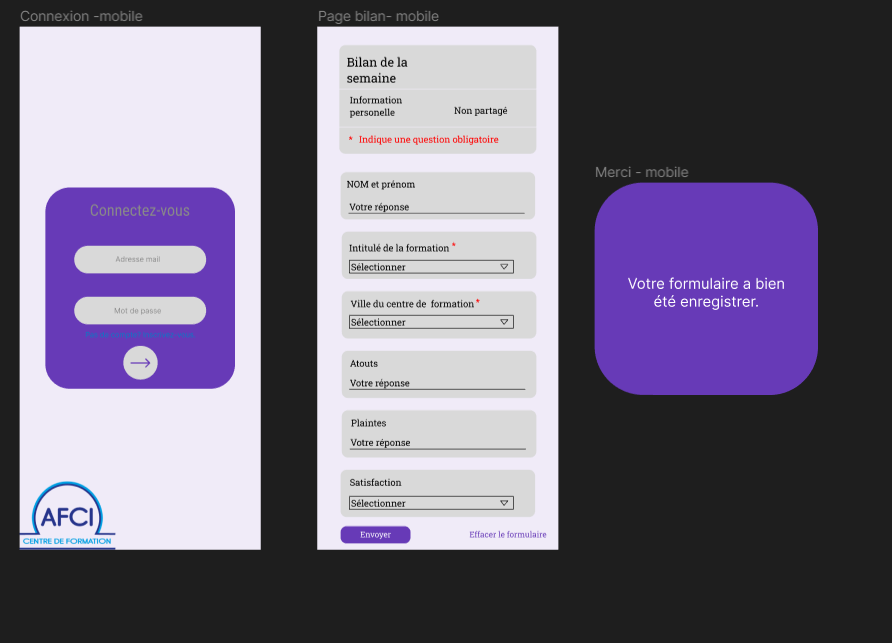 Connexion -mobile
Connectez-vous
Adresse mail
Mot de passe
AFCI
CENTRE DE FORMATION
Page bilan- mobile
Bilan de la
semaine
Information
personelle
Non partagé
* Indique une question obligatoire
NOM et prénom
Votre réponse
Intitulé de la formation *
Sélectionner
Ville du centre de formation *
Sélectionner
Atouts
Votre réponse
Plaintes
Votre réponse
Satisfaction
Sélectionner
Envoyer
Effacer le formulaire
Merci - mobile
Votre formulaire a bien
été enregistrer.